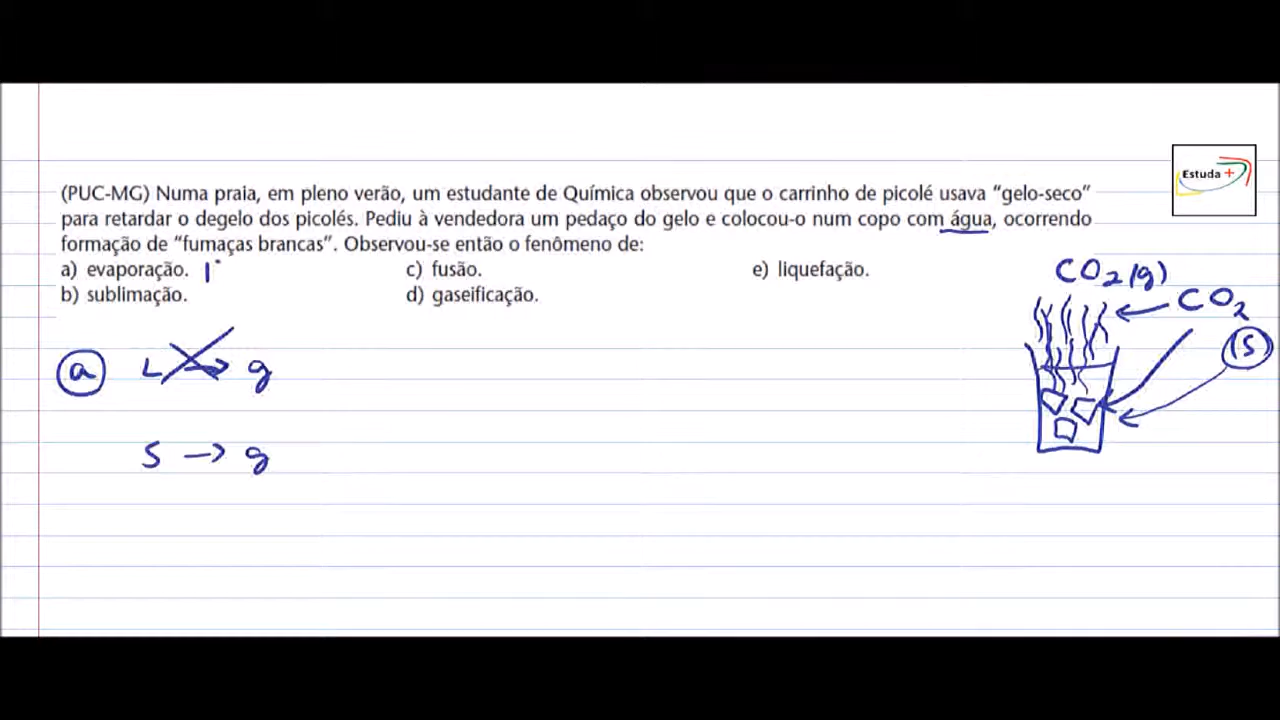 Estuda +
(PUC-MG) Numa praia, em pleno verão, um estudante de Química observou que o carrinho de picolé usava “gelo-seco”
para retardar o degelo dos picolés. Pediu à vendedora um pedaço do gelo e colocou-o num copo com água, ocorrendo
formação de “fumaças brancas”. Observou-se então o fenômeno de:
a) evaporação. c) fusão. e) liquefação.
b) sublimação. d) gaseificação.
CO2(g)
CO2
(S)
a L → g
S → g